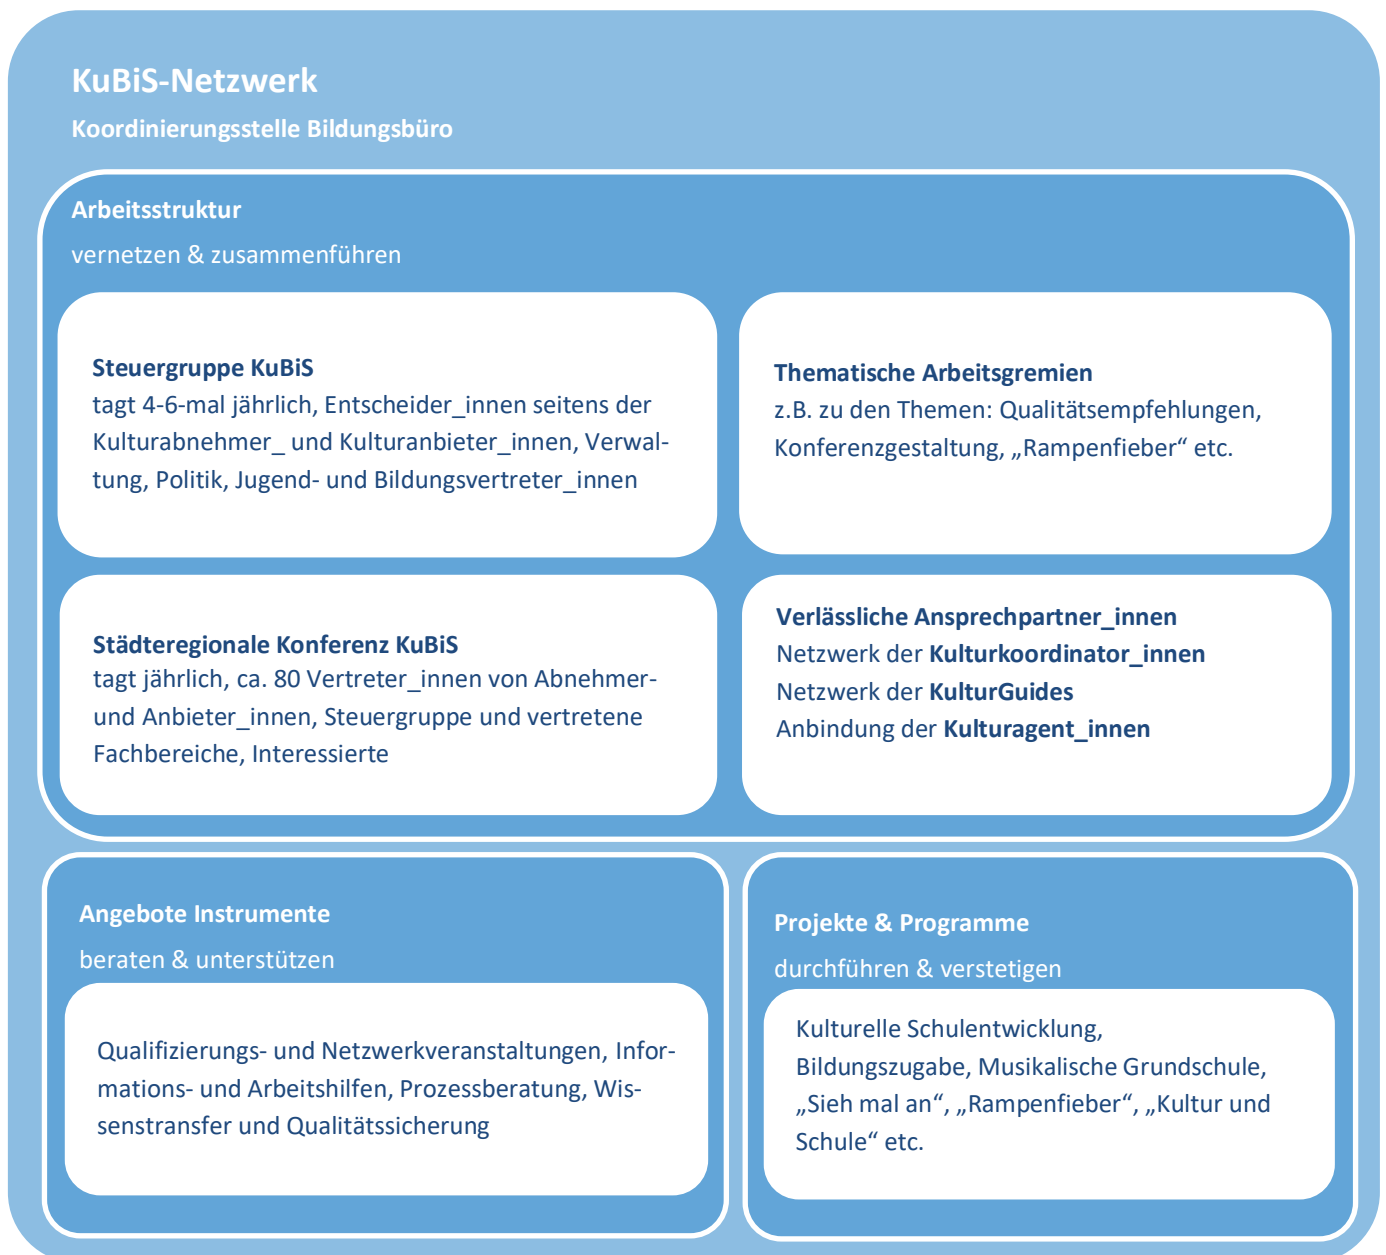 KuBiS-Netzwerk
Koordinierungsstelle Bildungsbüro
Arbeitsstruktur
vernetzen & zusammenführen
Steuergruppe KuBiS
tagt 4-6-mal jährlich, Entscheider_innen seitens der
Kulturabnehmer_ und Kulturanbieter_innen, Verwal-
tung, Politik, Jugend- und Bildungsvertreter_innen
Thematische Arbeitsgremien
z.B. zu den Themen: Qualitätsempfehlungen,
Konferenzgestaltung, „Rampenfieber“ etc.
Städteregionale Konferenz KuBiS
tagt jährlich, ca. 80 Vertreter_innen von Abnehmer-
und Anbieter_innen, Steuergruppe und vertretene
Fachbereiche, Interessierte
Verlässliche Ansprechpartner_innen
Netzwerk der Kulturkoordinator_innen
Netzwerk der KulturGuides
Anbindung der Kulturagent_innen
Angebote Instrumente
beraten & unterstützen
Qualifizierungs- und Netzwerkveranstaltungen, Infor-
mations- und Arbeitshilfen, Prozessberatung, Wis-
senstransfer und Qualitätssicherung
Projekte & Programme
durchführen & verstetigen
Kulturelle Schulentwicklung,
Bildungszugabe, Musikalische Grundschule,
„Sieh mal an“, „Rampenfieber“, „Kultur und
Schule“ etc.